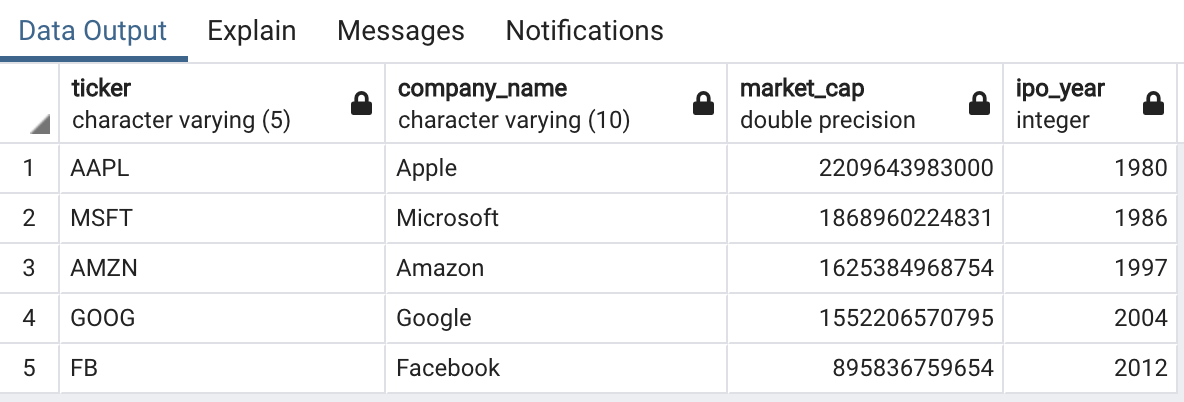 Data Output Explain Messages Notifications
ticker company_name market_cap ipo_year
character varying (5) character varying (10) double precision integer
1 AAPL Apple 2209643983000 1980
2 MSFT Microsoft 1868960224831 1986
3 AMZN Amazon 1625384968754 1997
4 GOOG Google 1552206570795 2004
5 FB Facebook 895836759654 2012